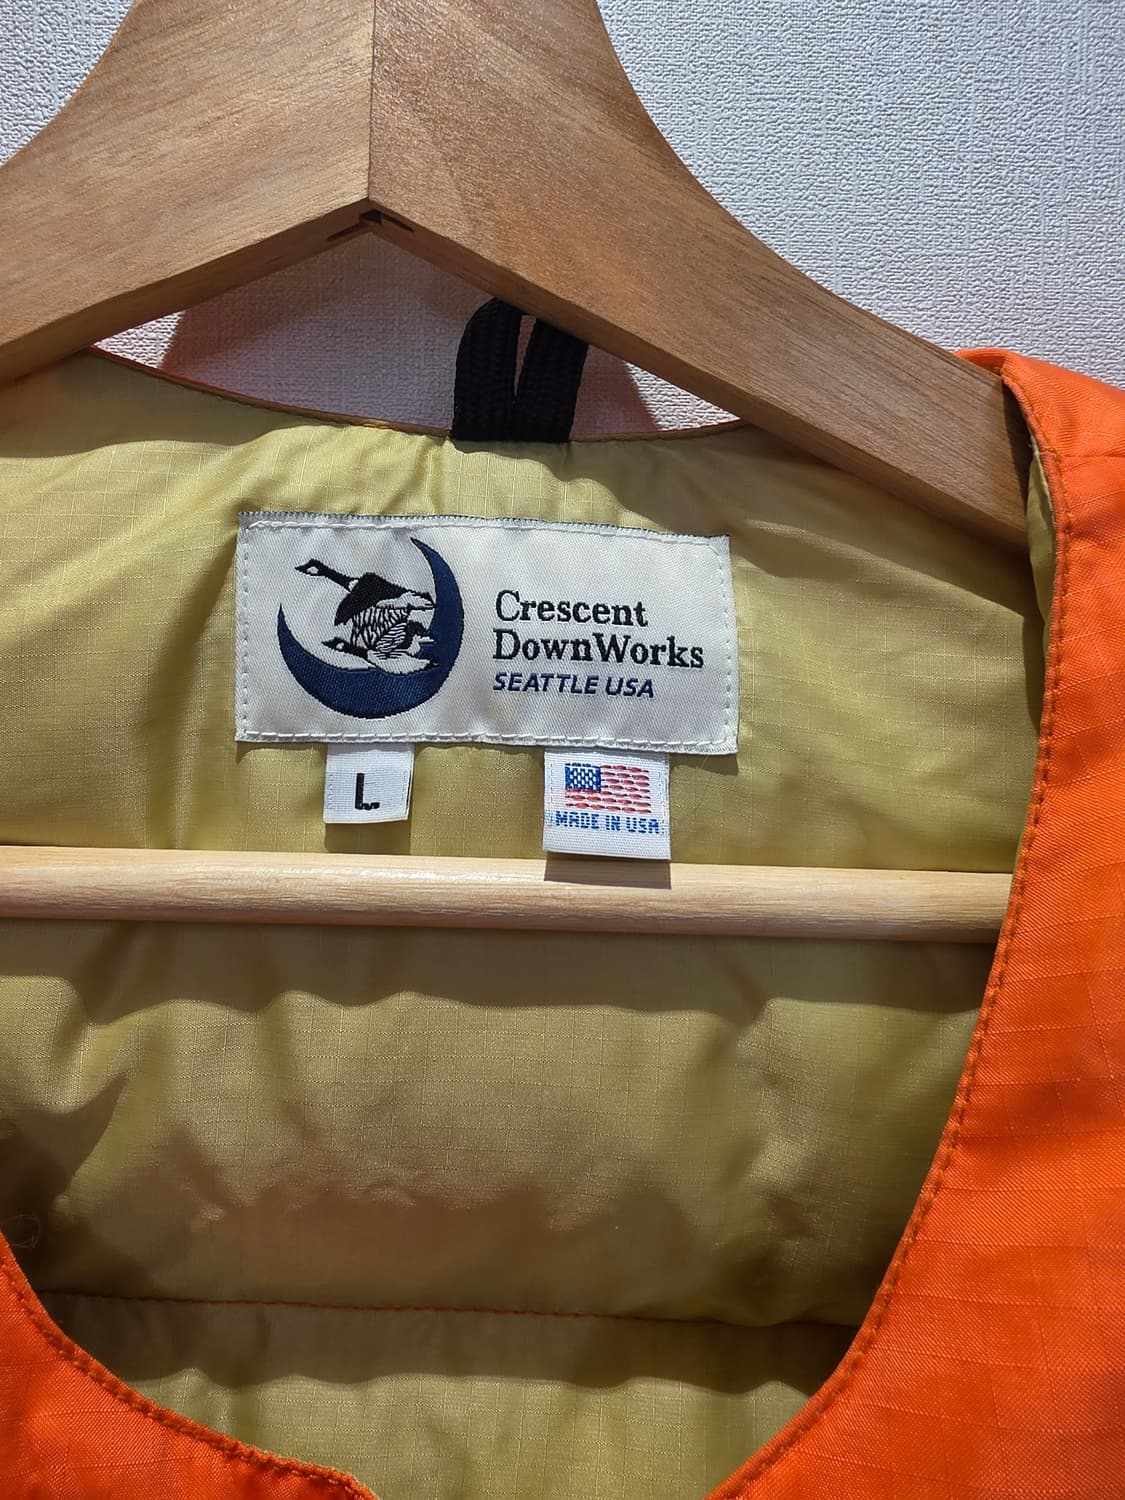 Crescent
DownWorks
SEATTLE USA
L
MADE IN USA